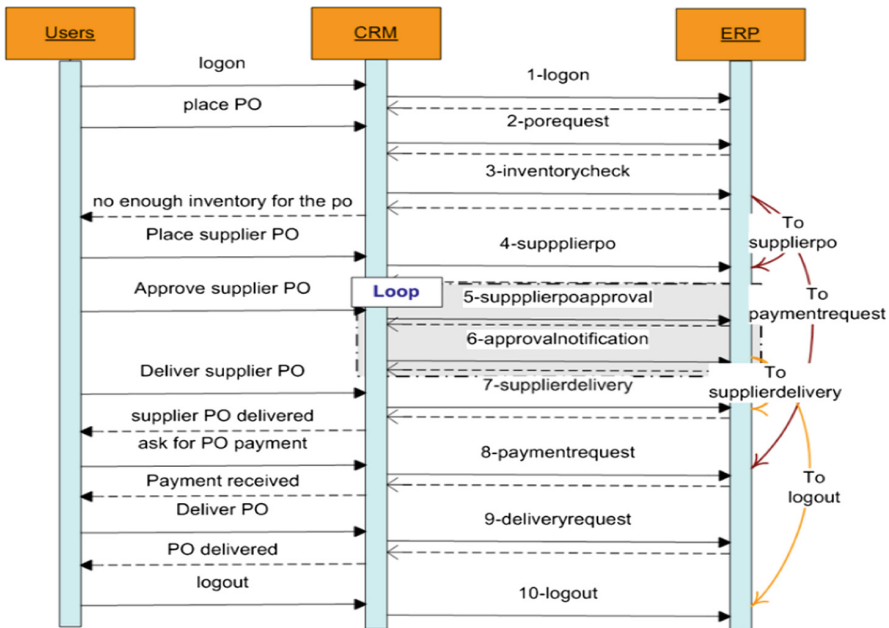 Users
CRM
ERP
logon
1-logon
place PO
2-porequest
3-inventorycheck
no enough inventory for the po
To
supplierpo
Place supplier PO
4-suppplierpo
Approve supplier PO
Loop
5-suppplierpoapproval
To
paymentrequest
6-approvalnotification
Deliver supplier PO
7-supplierdelivery
To
supplierdelivery
supplier PO delivered
ask for PO payment
8-paymentrequest
Payment received
To
logout
Deliver PO
9-deliveryrequest
PO delivered
logout
10-logout